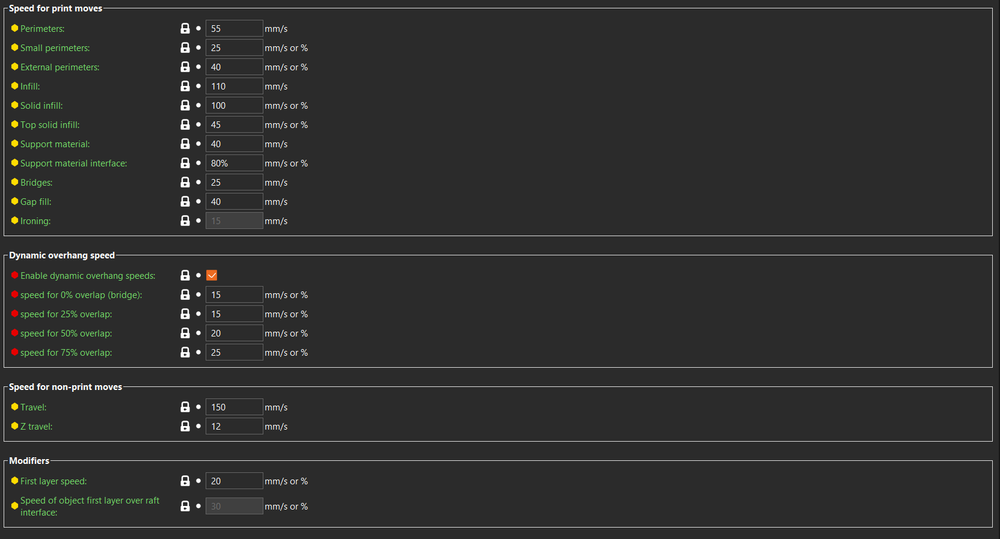 Speed for print moves
Perimeters: 55 mm/s
Small perimeters: 25 mm/s or %
External perimeters: 40 mm/s or %
Infill: 110 mm/s
Solid infill: 100 mm/s or %
Top solid infill: 45 mm/s or %
Support material: 40 mm/s
Support material interface: 80% mm/s or %
Bridges: 25 mm/s
Gap fill: 40 mm/s
Ironing: 15 mm/s
Dynamic overhang speed
Enable dynamic overhang speeds:
speed for 0% overlap (bridge): 15 mm/s or %
speed for 25% overlap: 15 mm/s or %
speed for 50% overlap: 20 mm/s or %
speed for 75% overlap: 25 mm/s or %
Speed for non-print moves
Travel: 150 mm/s
Z travel: 12 mm/s
Modifiers
First layer speed: 20 mm/s or %
Speed of object first layer over raft
interface: 30 mm/s or %